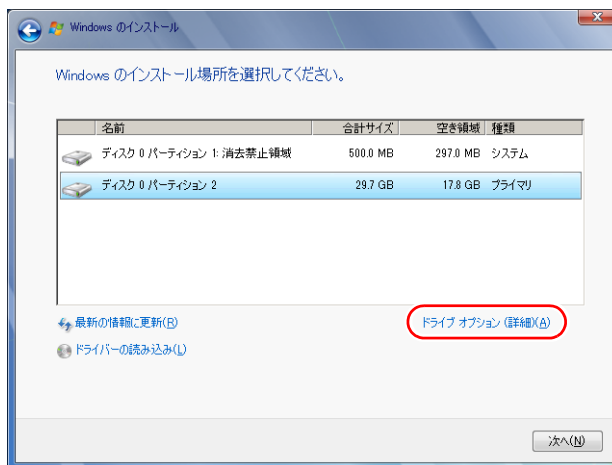 Windows のインストール
Windows のインストール場所を選択してください。
名前 合計サイズ 空き領域 種類
ディスク 0 パーティション 1: 消去禁止領域 500.0 MB 297.0 MB システム
ディスク 0 パーティション 2 29.7 GB 17.8 GB プライマリ
最新の情報に更新(R) ドライブ オプション (詳細)(A)
ドライバーの読み込み(L)
次へ(N)